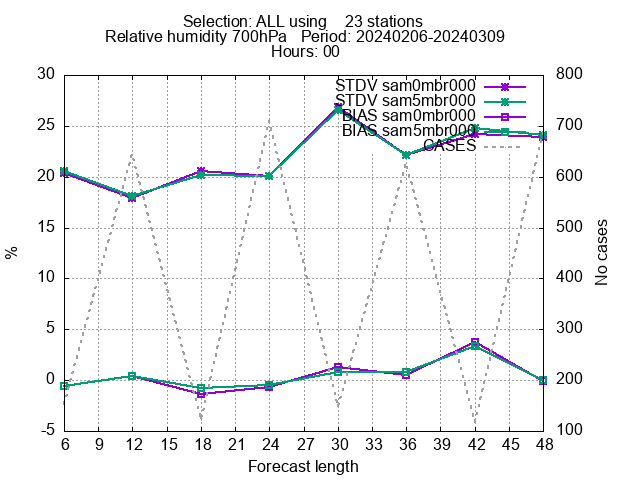 Selection: ALL using    23 stations
Relative humidity 700hPa   Period: 20240206-20240309
Hours: 00
STDV sam0mbr000
STDV sam5mbr000
BIAS sam0mbr000
BIAS sam5mbr000
CASES
30
25
20
15
10
5
0
-5
%
800
700
600
500
400
300
200
100
No cases
6 9 12 15 18 21 24 27 30 33 36 39 42 45 48
Forecast length